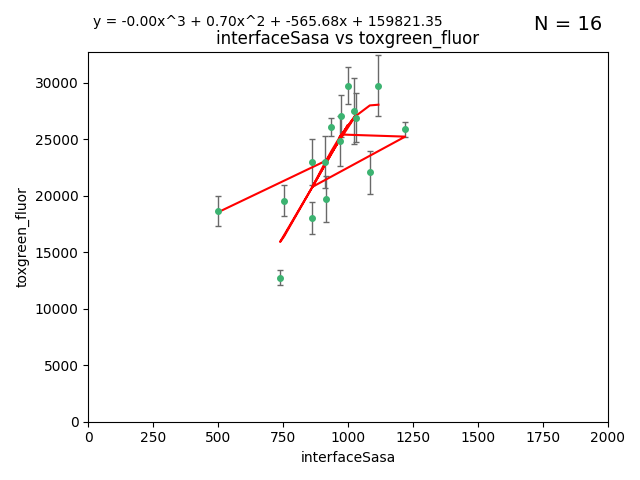 y = -0.00x^3 + 0.70x^2 + -565.68x + 159821.35
N = 16
interfaceSasa vs toxgreen_fluor
30000
25000
20000
15000
10000
5000
0
toxgreen_fluor
0 250 500 750 1000 1250 1500 1750 2000
interfaceSasa